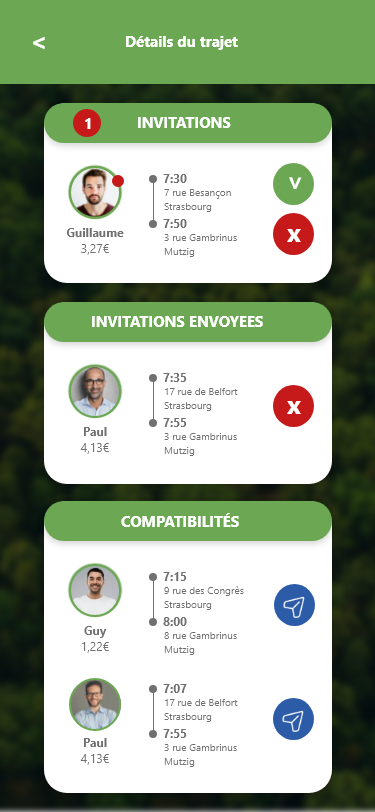 <
Détails du trajet
1
INVITATIONS
7:30
7 rue Besançon
Strasbourg
7:50
3 rue Gambrinus
Mutzig
Guillaume
3,27€
V
X
INVITATIONS ENVOYEES
7:35
17 rue de Belfort
Strasbourg
7:55
3 rue Gambrinus
Mutzig
Paul
4,13€
X
COMPATIBILITÉS
7:15
9 rue des Congrès
Strasbourg
8:00
8 rue Gambrinus
Mutzig
Guy
1,22€
7:07
17 rue de Belfort
Strasbourg
7:55
3 rue Gambrinus
Mutzig
Paul
4,13€